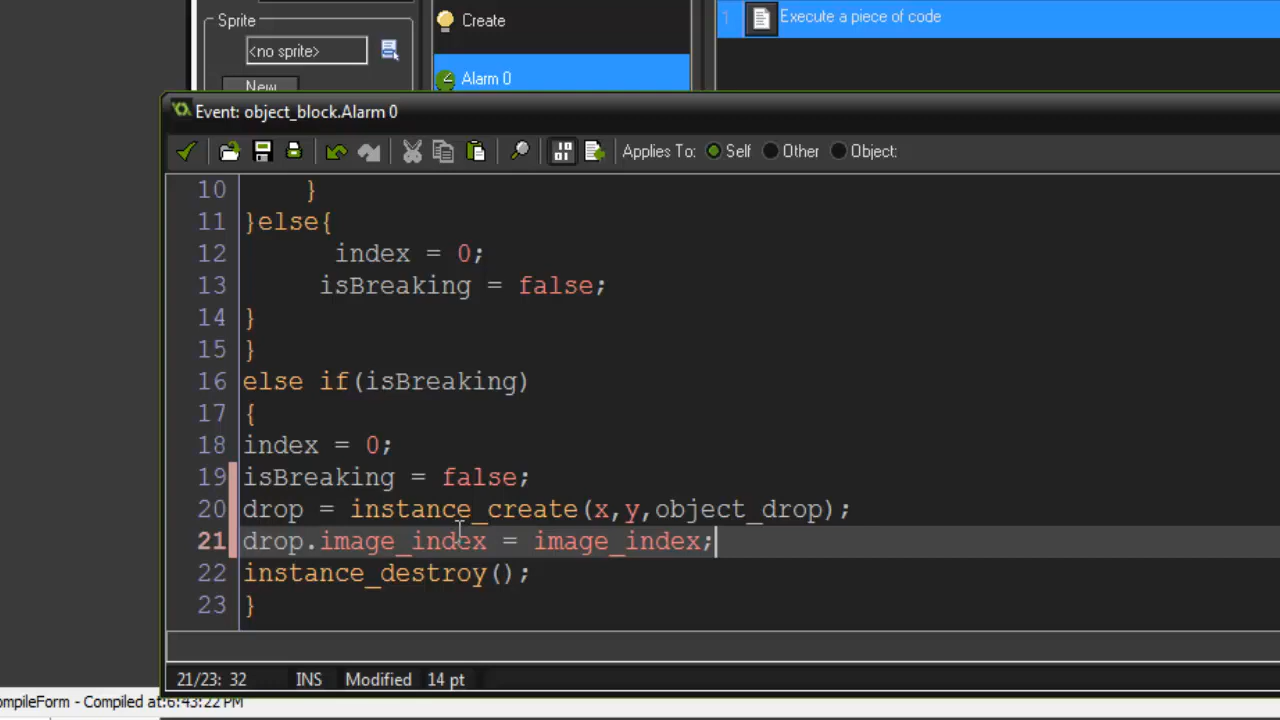 Sprite
<no sprite>
New
Create
Alarm 0
1 Execute a piece of code
Event: object_block.Alarm 0
Applies To: Self Other Object:
10 }
11 }else{
12 index = 0;
13 isBreaking = false;
14 }
15 }
16 else if(isBreaking)
17 {
18 index = 0;
19 isBreaking = false;
20 drop = instance_create(x,y,object_drop);
21 drop.image_index = image_index;
22 instance_destroy();
23 }
21/23: 32 INS Modified 14 pt
ompileForm - Compiled at:6:43:22 PM